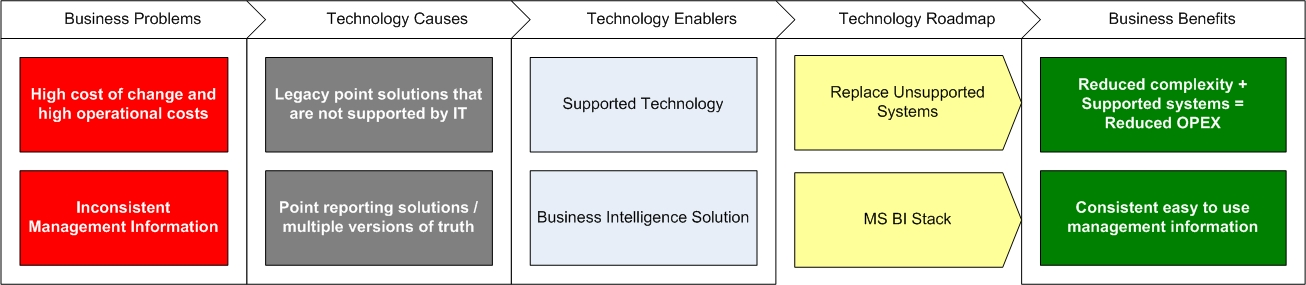 Business Problems
Technology Causes
Technology Enablers
Technology Roadmap
Business Benefits
High cost of change and
high operational costs
Legacy point solutions that
are not supported by IT
Supported Technology
Replace Unsupported
Systems
Reduced complexity +
Supported systems =
Reduced OPEX
Inconsistent
Management Information
Point reporting solutions /
multiple versions of truth
Business Intelligence Solution
MS BI Stack
Consistent easy to use
management information